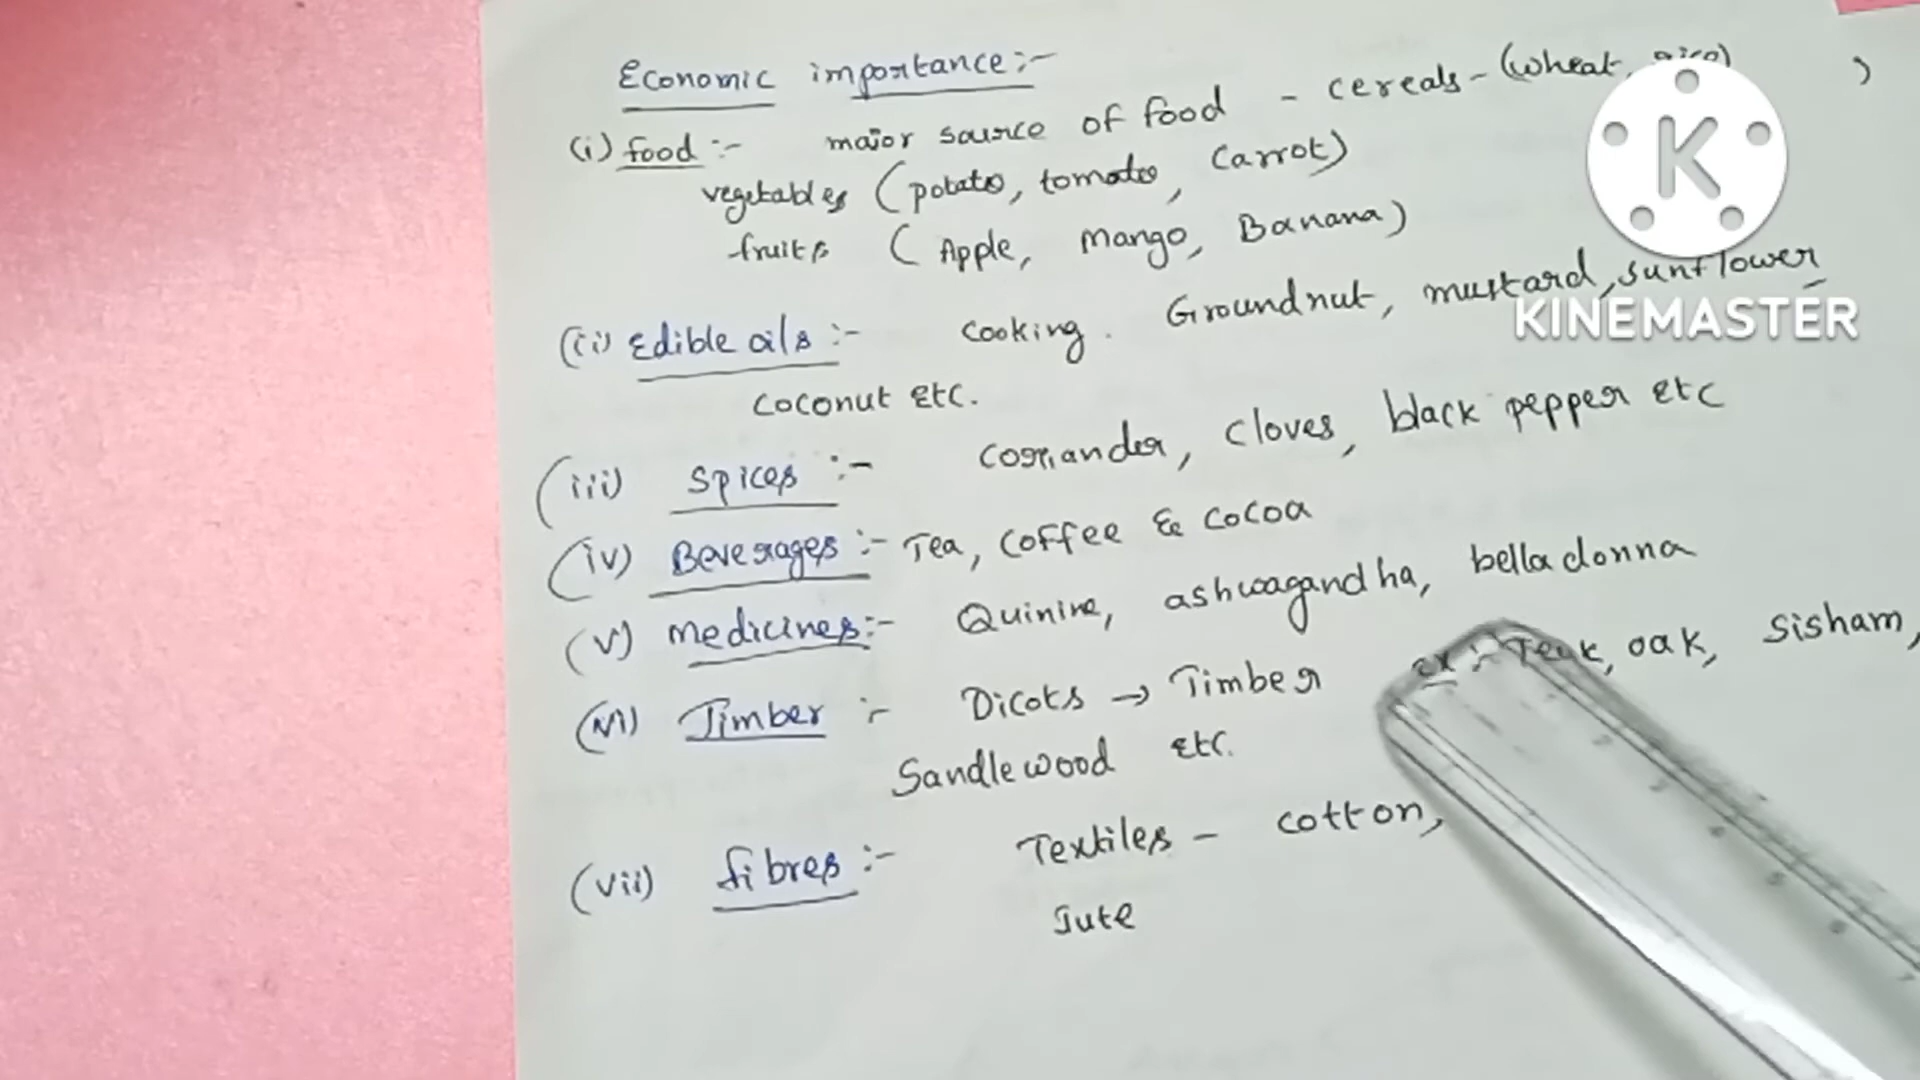 Economic importance:-
(i) food :- major source of food - cereals - (wheat, rice)
vegetables (potato, tomato, Carrot)
fruits (Apple, Mango, Banana)
(ii) Edible oils :- cooking. Groundnut, mustard, sunflower
coconut Etc.
(iii) Spices :- coriander, Cloves, black pepper Etc
(iv) Beverages :- Tea, Coffee & cocoa
(v) Medicines:- Quinine, ashwagandha, belladonna
(vi) Timber :- Dicots → Timber ex:- Teak, oak, Sisham,
Sandlewood Etc.
(vii) fibres :- Textiles - cotton,
Jute
K
KINEMASTER